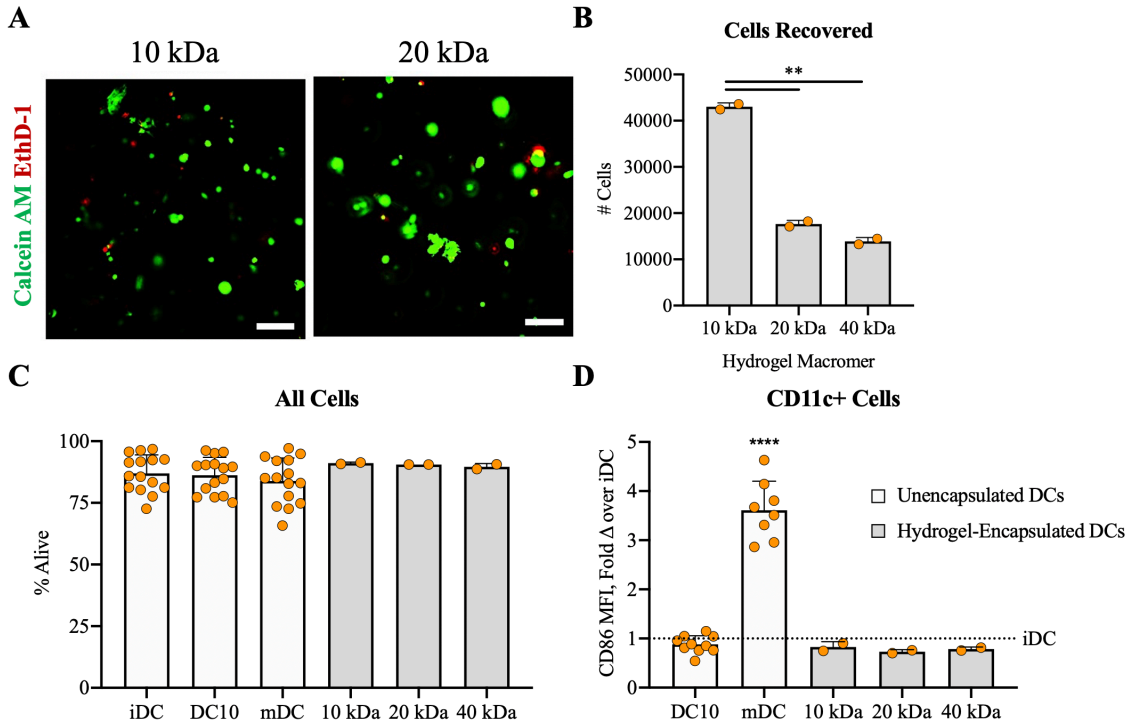 A
10 kDa
20 kDa
Calcein AM EthD-1
B
Cells Recovered
**
50000
40000
30000
20000
10000
0
# Cells
10 kDa 20 kDa 40 kDa
Hydrogel Macromer
C
All Cells
100
75
50
25
0
% Alive
iDC DC10 mDC 10 kDa 20 kDa 40 kDa
D
CD11c+ Cells
****
5
4
3
2
1
0
CD86 MFI, Fold Δ over iDC
iDC
Unencapsulated DCs
Hydrogel-Encapsulated DCs
DC10 mDC 10 kDa 20 kDa 40 kDa